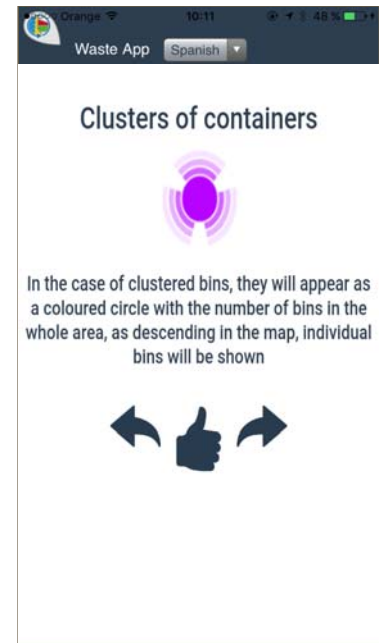 Orange 10:11 48 %
Waste App Spanish
Clusters of containers
In the case of clustered bins, they will appear as
a coloured circle with the number of bins in the
whole area, as descending in the map, individual
bins will be shown